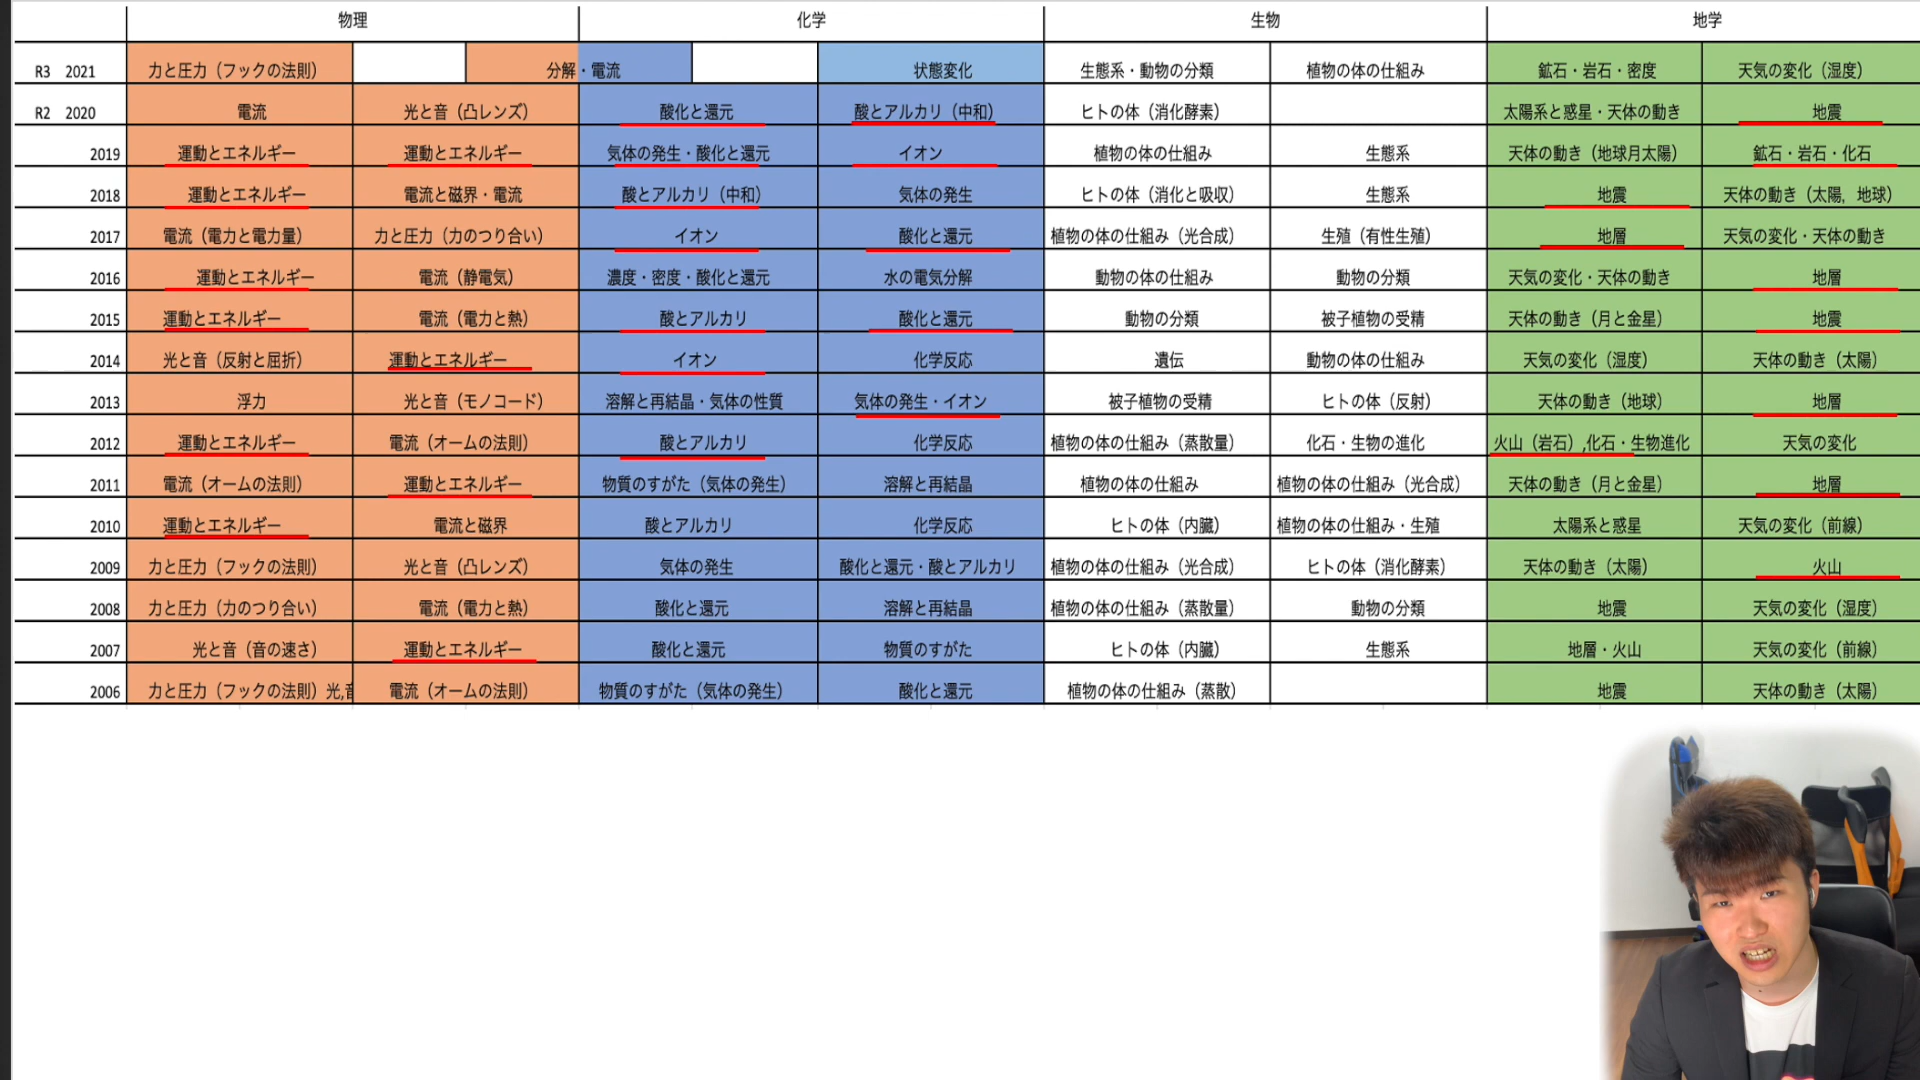 物理 化学 生物 地学
R3 2021 力と圧力（フックの法則） 分解・電流 状態変化 生態系・動物の分類 植物の体の仕組み 鉱石・岩石・密度 天気の変化（湿度）
R2 2020 電流 光と音（凸レンズ） 酸化と還元 酸とアルカリ（中和） ヒトの体（消化酵素） 太陽系と惑星・天体の動き 地震
2019 運動とエネルギー 運動とエネルギー 気体の発生・酸化と還元 イオン 植物の体の仕組み 生態系 天体の動き（地球月太陽） 鉱石・岩石・化石
2018 運動とエネルギー 電流と磁界・電流 酸とアルカリ（中和） 気体の発生 ヒトの体（消化と吸収） 生態系 地震 天体の動き（太陽，地球）
2017 電流（電力と電力量） 力と圧力（力のつり合い） イオン 酸化と還元 植物の体の仕組み（光合成） 生殖（有性生殖） 地層 天気の変化・天体の動き
2016 運動とエネルギー 電流（静電気） 濃度・密度・酸化と還元 水の電気分解 動物の体の仕組み 動物の分類 天気の変化・天体の動き 地層
2015 運動とエネルギー 電流（電力と熱） 酸とアルカリ 酸化と還元 動物の分類 被子植物の受精 天体の動き（月と金星） 地震
2014 光と音（反射と屈折） 運動とエネルギー イオン 化学反応 遺伝 動物の体の仕組み 天気の変化（湿度） 天体の動き（太陽）
2013 浮力 光と音（モノコード） 溶解と再結晶・気体の性質 気体の発生・イオン 被子植物の受精 ヒトの体（反射） 天体の動き（地球） 地層
2012 運動とエネルギー 電流（オームの法則） 酸とアルカリ 化学反応 植物の体の仕組み（蒸散量） 化石・生物の進化 火山（岩石）,化石・生物進化 天気の変化
2011 電流（オームの法則） 運動とエネルギー 物質のすがた（気体の発生） 溶解と再結晶 植物の体の仕組み 植物の体の仕組み（光合成） 天体の動き（月と金星） 地層
2010 運動とエネルギー 電流と磁界 酸とアルカリ 化学反応 ヒトの体（内臓） 植物の体の仕組み・生殖 太陽系と惑星 天気の変化（前線）
2009 力と圧力（フックの法則） 光と音（凸レンズ） 気体の発生 酸化と還元・酸とアルカリ 植物の体の仕組み（光合成） ヒトの体（消化酵素） 天体の動き（太陽） 火山
2008 力と圧力（力のつり合い） 電流（電力と熱） 酸化と還元 溶解と再結晶 植物の体の仕組み（蒸散量） 動物の分類 地震 天気の変化（湿度）
2007 光と音（音の速さ） 運動とエネルギー 酸化と還元 物質のすがた ヒトの体（内臓） 生態系 地層・火山 天気の変化（前線）
2006 力と圧力（フックの法則）光,音 電流（オームの法則） 物質のすがた（気体の発生） 酸化と還元 植物の体の仕組み（蒸散） 地震 天体の動き（太陽）